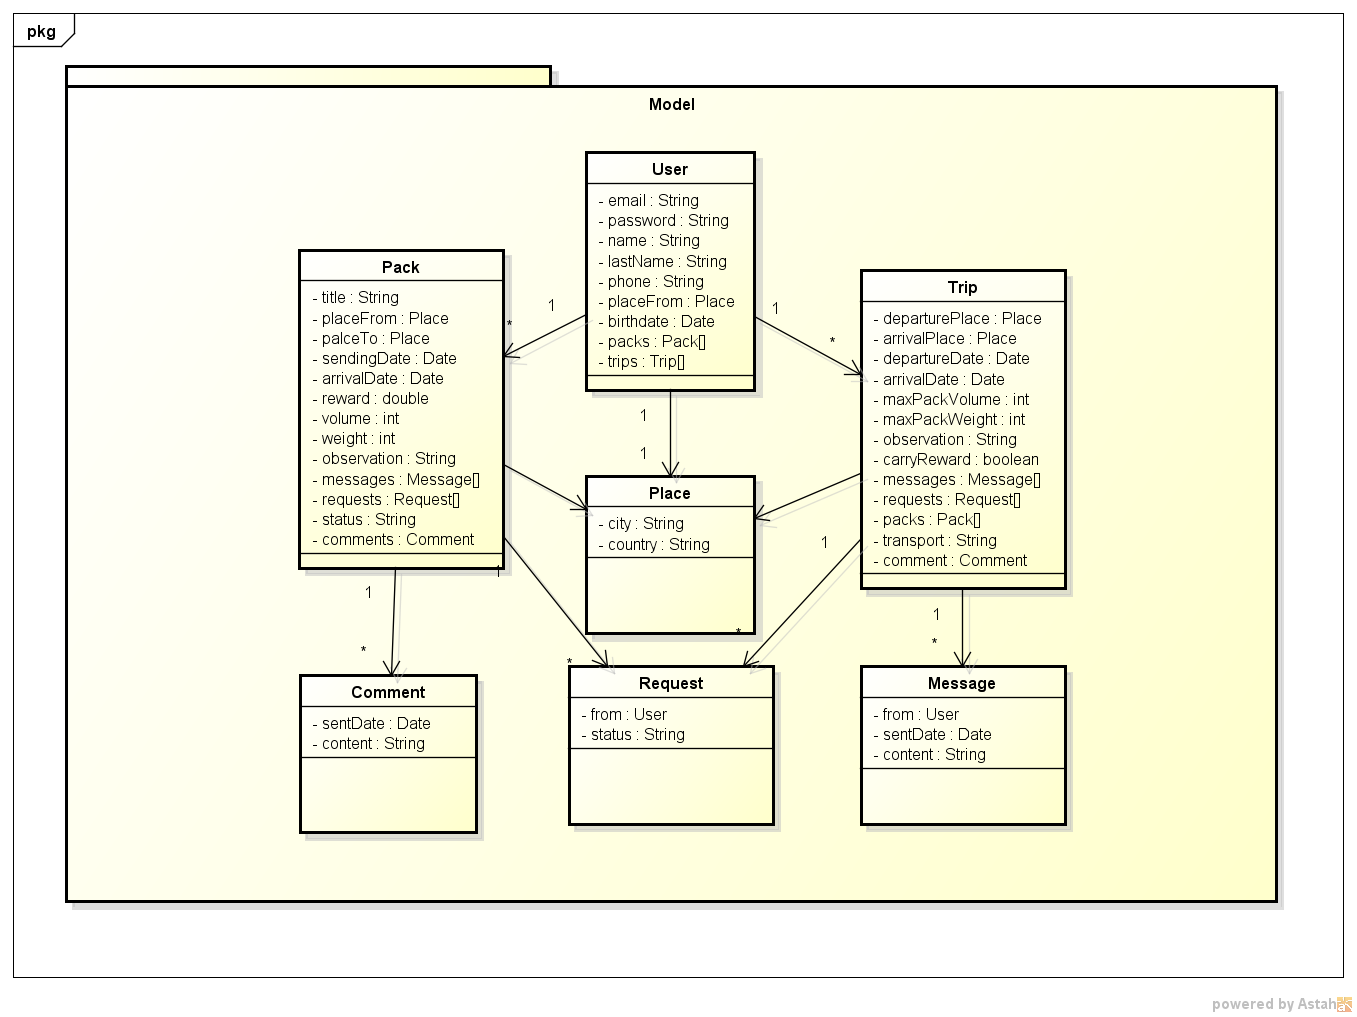 pkg
Model
User
- email : String
- password : String
- name : String
- lastName : String
- phone : String
- placeFrom : Place
- birthdate : Date
- packs : Pack[]
- trips : Trip[]
Pack
- title : String
- placeFrom : Place
- palceTo : Place
- sendingDate : Date
- arrivalDate : Date
- reward : double
- volume : int
- weight : int
- observation : String
- messages : Message[]
- requests : Request[]
- status : String
- comments : Comment
Trip
- departurePlace : Place
- arrivalPlace : Place
- departureDate : Date
- arrivalDate : Date
- maxPackVolume : int
- maxPackWeight : int
- observation : String
- carryReward : boolean
- messages : Message[]
- requests : Request[]
- packs : Pack[]
- transport : String
- comment : Comment
1
*
1
*
1
1
Place
- city : String
- country : String
1
*
1
*
1
*
1
*
Comment
- sentDate : Date
- content : String
Request
- from : User
- status : String
Message
- from : User
- sentDate : Date
- content : String
powered by Astah